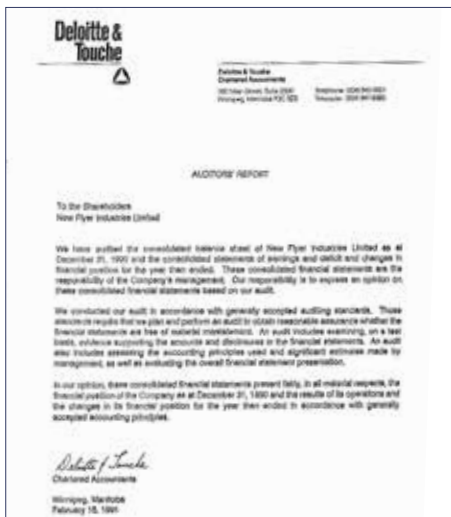 Deloitte &
Touche
Deloitte & Touche
Chartered Accountants
Winnipeg, Manitoba
AUDITORS' REPORT
To the Shareholders
New Flyer Industries Limited
We have audited the consolidated balance sheet of New Flyer Industries Limited as at
December 31, 1990 and the consolidated statements of earnings and deficit and changes in
financial position for the year then ended. These consolidated financial statements are the
responsibility of the Company's management. Our responsibility is to express an opinion on
these consolidated financial statements based on our audit.
We conducted our audit in accordance with generally accepted auditing standards. Those
standards require that we plan and perform an audit to obtain reasonable assurance whether the
financial statements are free of material misstatement. An audit includes examining, on a test
basis, evidence supporting the amounts and disclosures in the financial statements. An audit
also includes assessing the accounting principles used and significant estimates made by
management, as well as evaluating the overall financial statement presentation.
In our opinion, these consolidated financial statements present fairly, in all material respects, the
financial position of the Company as at December 31, 1990 and the results of its operations and
the changes in its financial position for the year then ended in accordance with generally
accepted accounting principles.
Deloitte & Touche
Chartered Accountants
Winnipeg, Manitoba
February 15, 1991